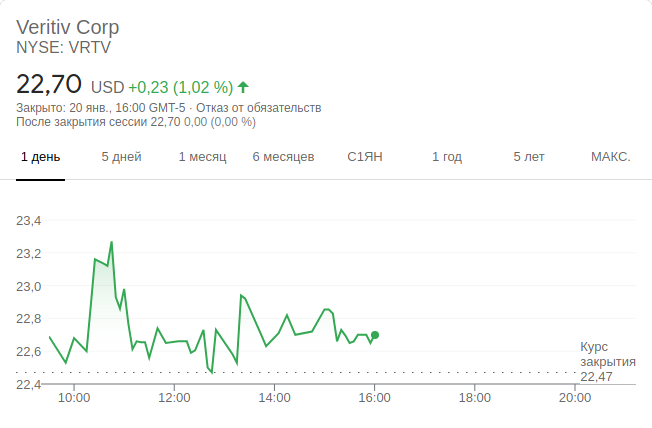 Veritiv Corp
NYSE: VRTV
22,70 USD +0,23 (1,02 %)
Закрыто: 20 янв., 16:00 GMT-5 · Отказ от обязательств
После закрытия сессии 22,70 0,00 (0,00 %)
1 день 5 дней 1 месяц 6 месяцев С1ЯН 1 год 5 лет МАКС.
23,4
23,2
23,0
22,8
22,6
22,4
Курс
закрытия
22,47
10:00 12:00 14:00 16:00 18:00 20:00